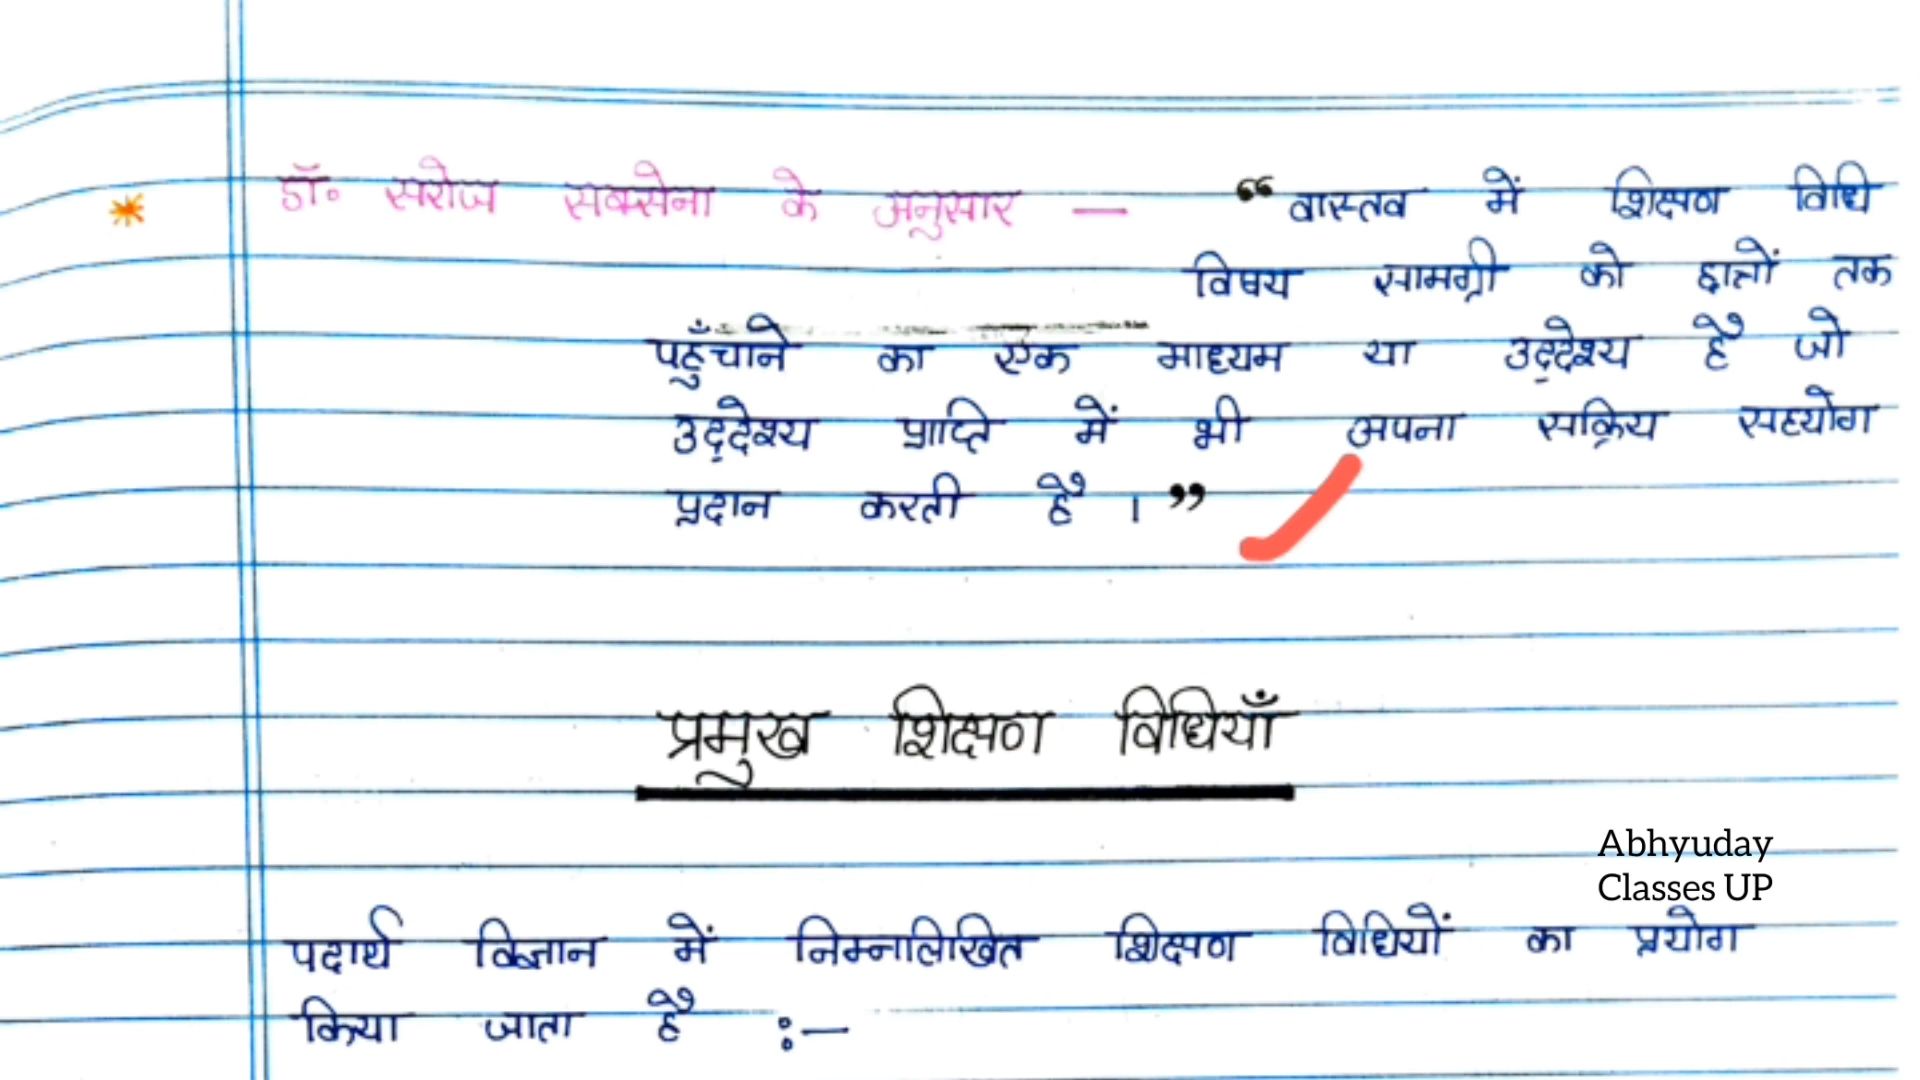 डॉ॰ सरोज सक्सेना के अनुसार — “वास्तव में शिक्षण विधि
विषय सामग्री को छात्रों तक
पहुँचाने का एक माध्यम या उद्देश्य है जो
उद्देश्य प्राप्ति में भी अपना सक्रिय सहयोग
प्रदान करती है ।”
प्रमुख शिक्षण विधियाँ
Abhyuday
Classes UP
पदार्थ विज्ञान में निम्नलिखित शिक्षण विधियों का प्रयोग
किया जाता है :—